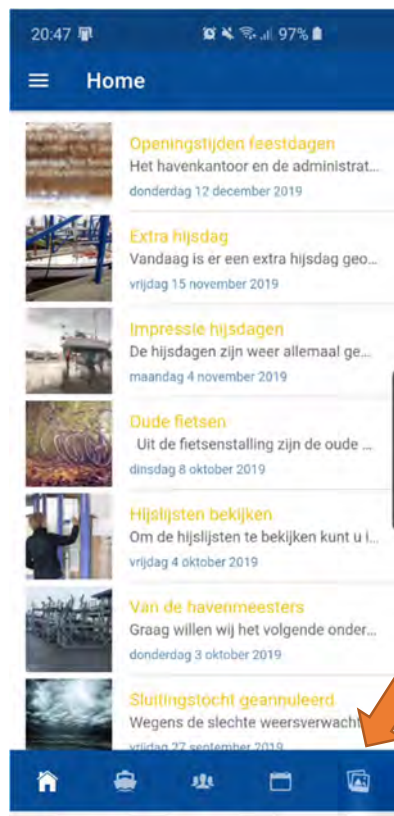 20:47 97%
Home
Openingstijden feestdagen
Het havenkantoor en de administrat...
donderdag 12 december 2019
Extra hijsdag
Vandaag is er een extra hijsdag geo...
vrijdag 15 november 2019
Impressie hijsdagen
De hijsdagen zijn weer allemaal ge...
maandag 4 november 2019
Oude fietsen
Uit de fietsenstalling zijn de oude ...
dinsdag 8 oktober 2019
Hijslijsten bekijken
Om de hijslijsten te bekijken kunt u i...
vrijdag 4 oktober 2019
Van de havenmeesters
Graag willen wij het volgende onder...
donderdag 3 oktober 2019
Sluitingstocht geannuleerd
Wegens de slechte weersverwacht
vrijdag 27 september 2019